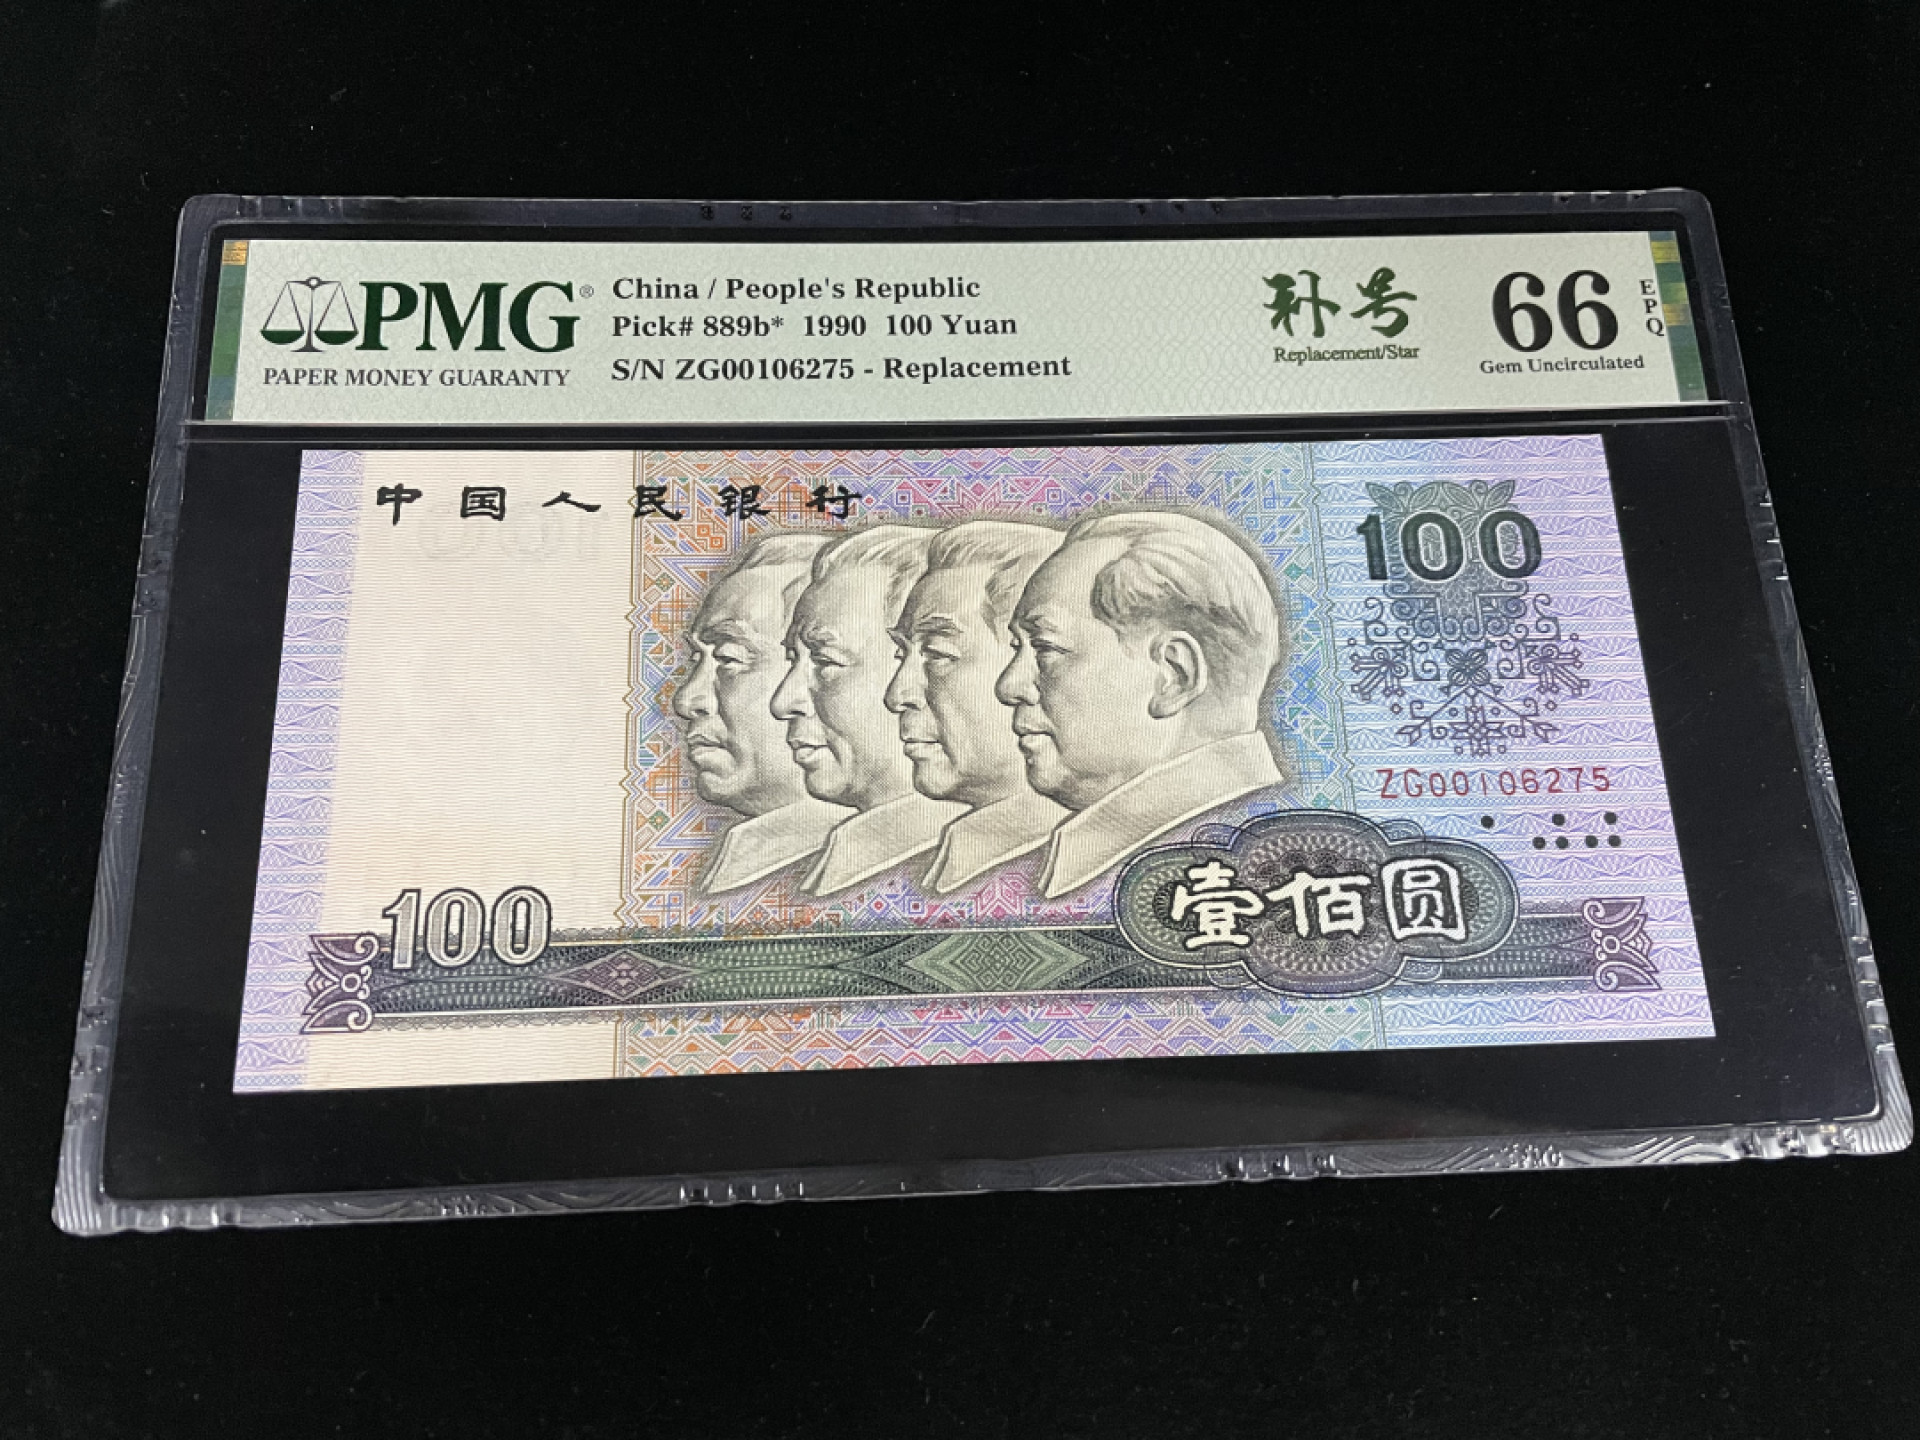 PMG®
PAPER MONEY GUARANTY
China / People's Republic
Pick# 889b* 1990 100 Yuan
S/N ZG00106275 - Replacement
补号
Replacement/Star
66
EPQ
Gem Uncirculated
中国人民银行
100
ZG00106275
100
壹佰圆